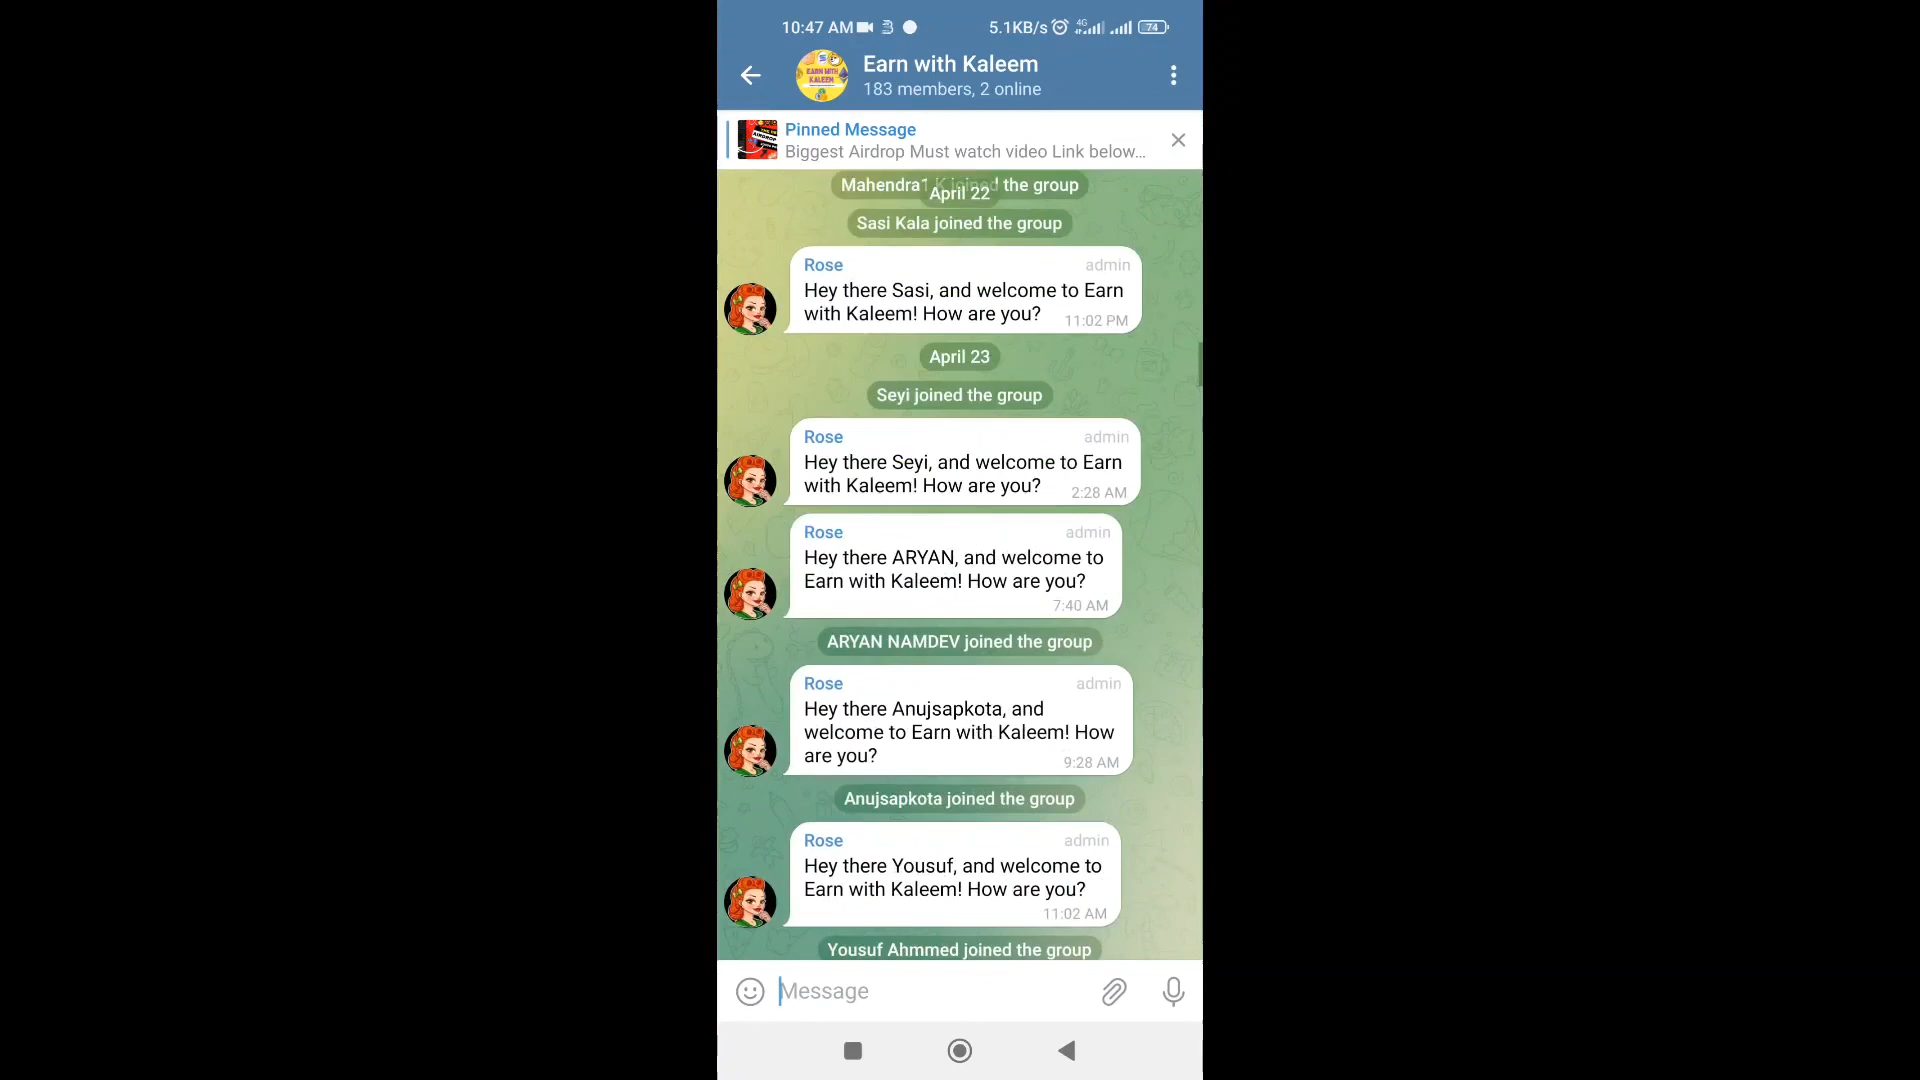 10:47 AM
5.1KB/s
4G
74
EARN WITH
KALEEM
Earn with Kaleem
183 members, 2 online
AIRDROP
Pinned Message
Biggest Airdrop Must watch video Link below...
Mahendra1 K joined the group
April 22
Sasi Kala joined the group
Rose
admin
Hey there Sasi, and welcome to Earn
with Kaleem! How are you?
11:02 PM
April 23
Seyi joined the group
Rose
admin
Hey there Seyi, and welcome to Earn
with Kaleem! How are you?
2:28 AM
Rose
admin
Hey there ARYAN, and welcome to
Earn with Kaleem! How are you?
7:40 AM
ARYAN NAMDEV joined the group
Rose
admin
Hey there Anujsapkota, and
welcome to Earn with Kaleem! How
are you?
9:28 AM
Anujsapkota joined the group
Rose
admin
Hey there Yousuf, and welcome to
Earn with Kaleem! How are you?
11:02 AM
Yousuf Ahmmed joined the group
Message